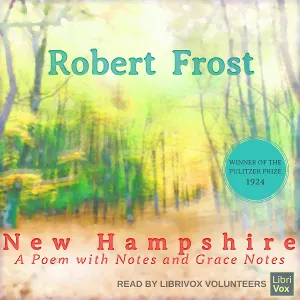 Robert Frost
WINNER OF THE
PULITZER PRIZE
1924
New Hampshire
A Poem with Notes and Grace Notes
READ BY LIBRIVOX VOLUNTEERS
Libri
Vox